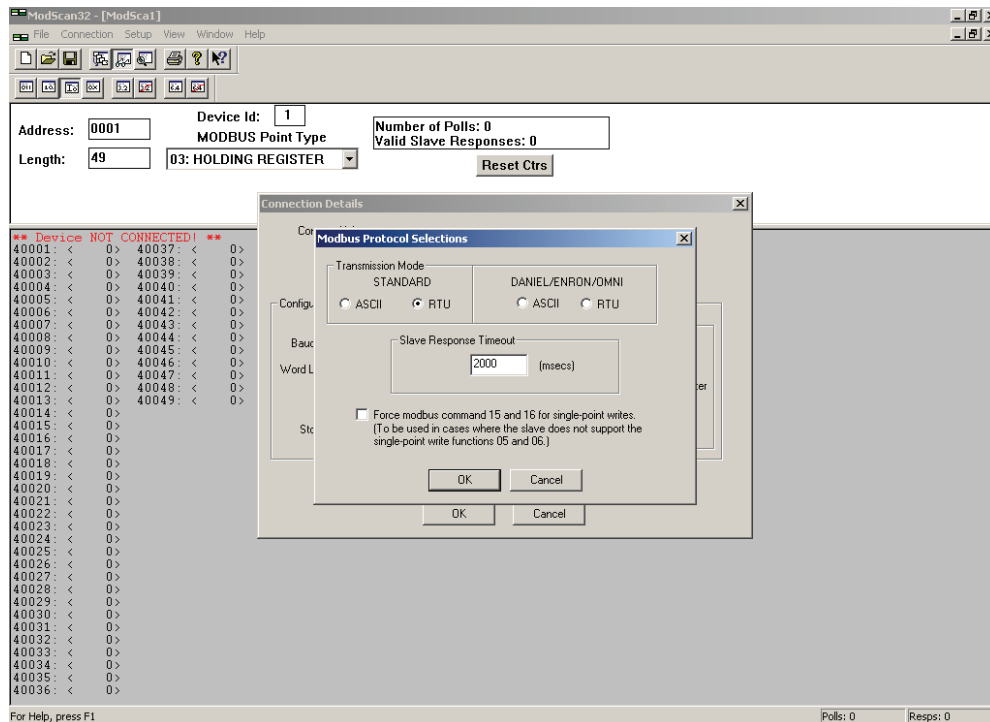 ModScan32 - [ModSca1]
File Connection Setup View Window Help
Address: 0001
Device Id: 1
MODBUS Point Type
Length: 49
03: HOLDING REGISTER
Number of Polls: 0
Valid Slave Responses: 0
Reset Ctrs
** Device NOT CONNECTED! **
40001: < 0> 40037: < 0>
40002: < 0> 40038: < 0>
40003: < 0> 40039: < 0>
40004: < 0> 40040: < 0>
40005: < 0> 40041: < 0>
40006: < 0> 40042: < 0>
40007: < 0> 40043: < 0>
40008: < 0> 40044: < 0>
40009: < 0> 40045: < 0>
40010: < 0> 40046: < 0>
40011: < 0> 40047: < 0>
40012: < 0> 40048: < 0>
40013: < 0> 40049: < 0>
40014: < 0>
40015: < 0>
40016: < 0>
40017: < 0>
40018: < 0>
40019: < 0>
40020: < 0>
40021: < 0>
40022: < 0>
40023: < 0>
40024: < 0>
40025: < 0>
40026: < 0>
40027: < 0>
40028: < 0>
40029: < 0>
40030: < 0>
40031: < 0>
40032: < 0>
40033: < 0>
40034: < 0>
40035: < 0>
40036: < 0>
Connection Details
Configu
Baud
Word L
OK Cancel
Modbus Protocol Selections
Transmission Mode
STANDARD DANIEL/ENRON/OMNI
ASCII RTU ASCII RTU
Slave Response Timeout
2000 (msecs)
Force modbus command 15 and 16 for single-point writes.
(To be used in cases where the slave does not support the
single-point write functions 05 and 06.)
OK Cancel
For Help, press F1
Polls: 0 Resps: 0